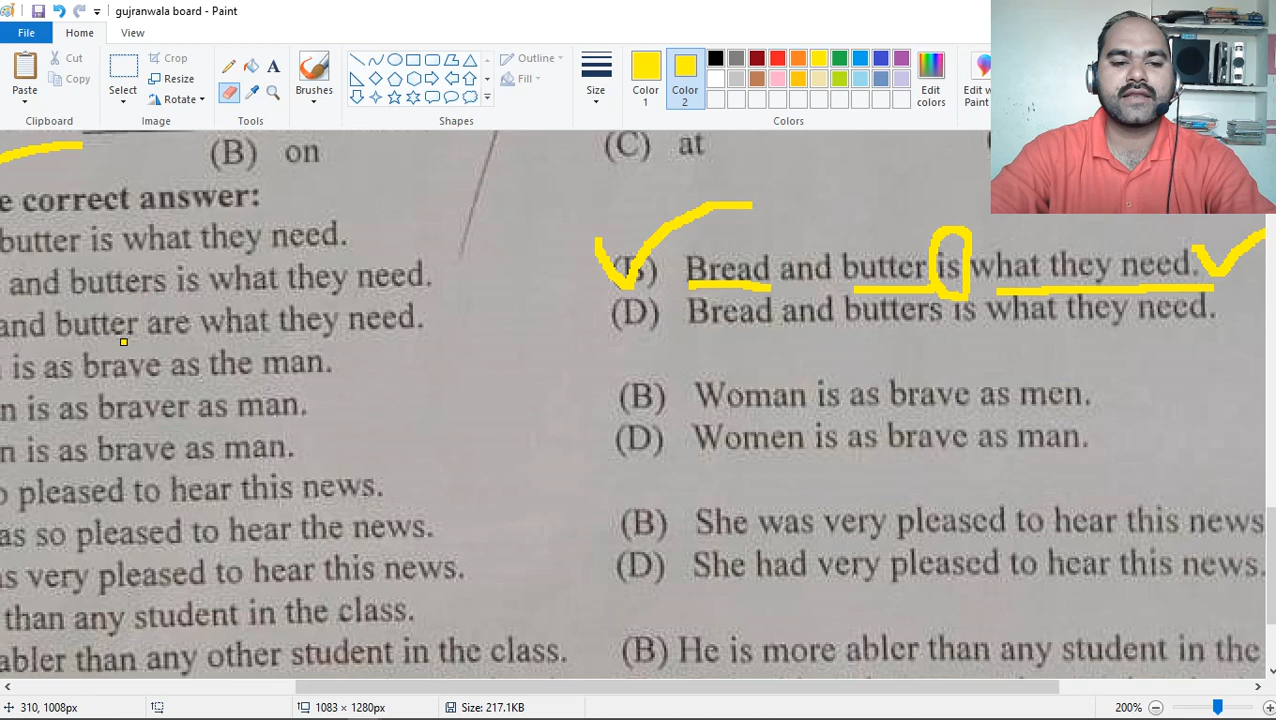 gujranwala board - Paint
File Home View
Paste Cut Copy Clipboard
Select Crop Resize Rotate Image
Tools
Brushes
Outline Fill Shapes
Size
Color 1 Color 2 Edit colors Colors
Edit w Paint
(B) on (C) at
e correct answer:
butter is what they need. (B) Bread and butter is what they need.
and butters is what they need. (D) Bread and butters is what they need.
and butter are what they need.
is as brave as the man. (B) Woman is as brave as men.
n is as braver as man. (D) Women is as brave as man.
n is as brave as man.
o pleased to hear this news. (B) She was very pleased to hear this news
as so pleased to hear the news. (D) She had very pleased to hear this news.
as very pleased to hear this news.
than any student in the class. (B) He is more abler than any student in the
abler than any other student in the class.
310, 1008px 1083 × 1280px Size: 217.1KB 200%